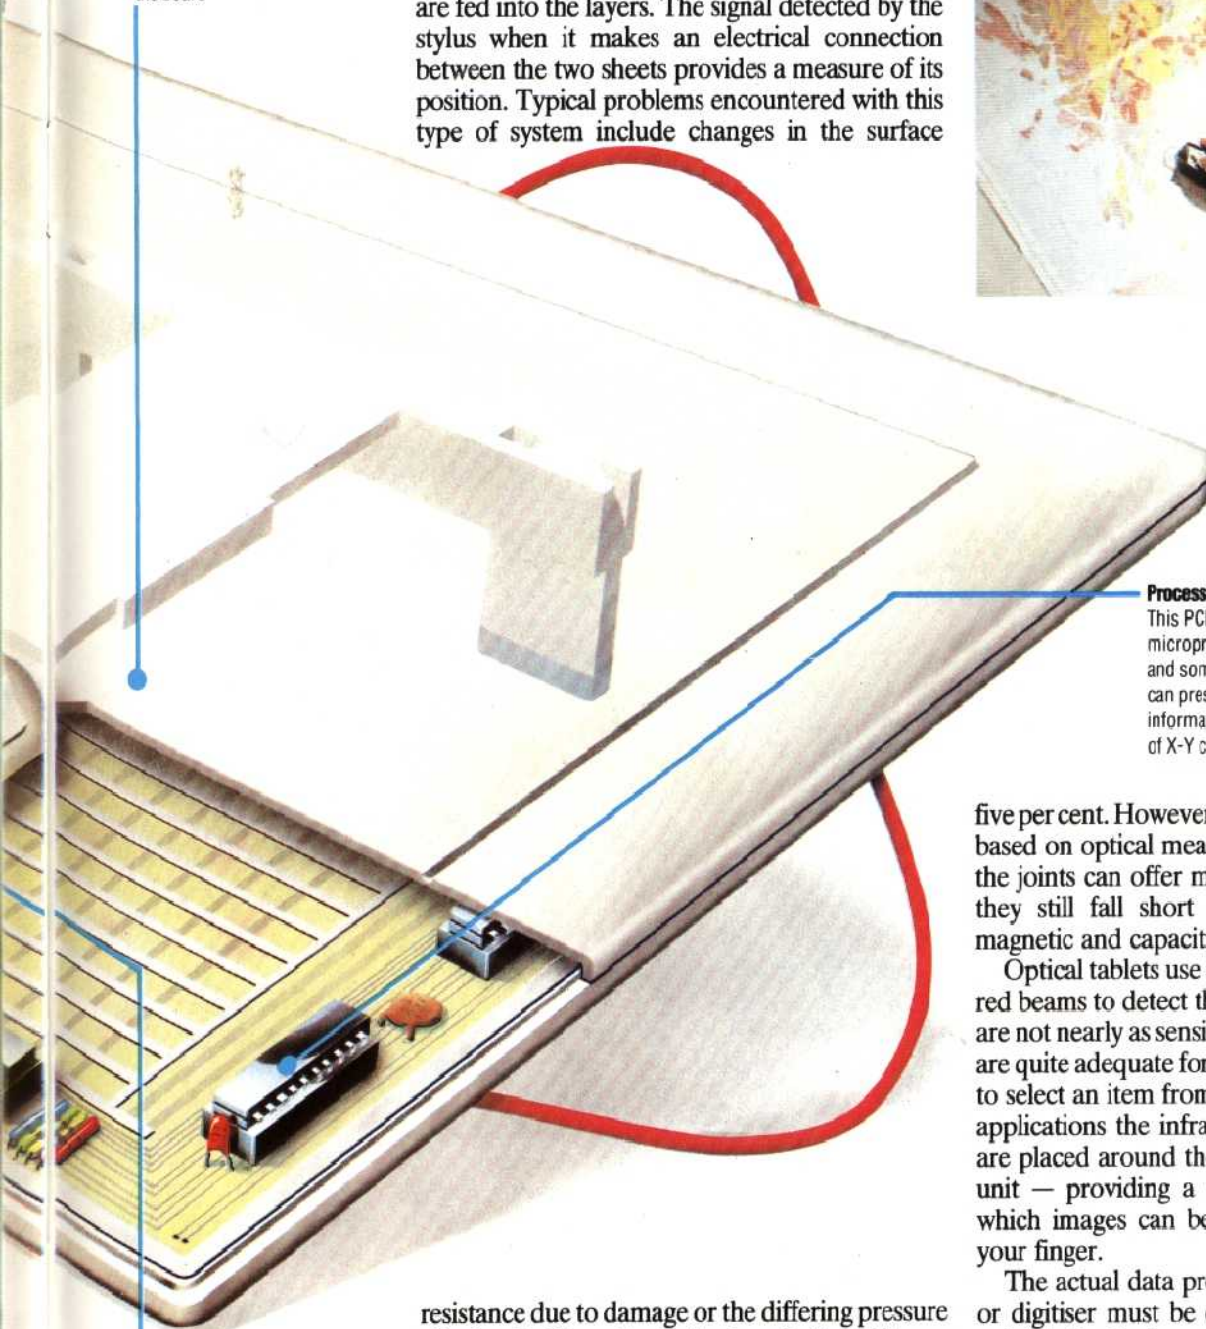 are fed into the layers. The signal detected by the
stylus when it makes an electrical connection
between the two sheets provides a measure of its
position. Typical problems encountered with this
type of system include changes in the surface
resistance due to damage or the differing pressure
Process
This PC
micropr
and som
can pres
informa
of X-Y c
five per cent. However
based on optical mea
the joints can offer m
they still fall short
magnetic and capacit
Optical tablets use
red beams to detect th
are not nearly as sensi
are quite adequate for
to select an item from
applications the infra
are placed around th
unit — providing a
which images can be
your finger.
The actual data pr
or digitiser must be